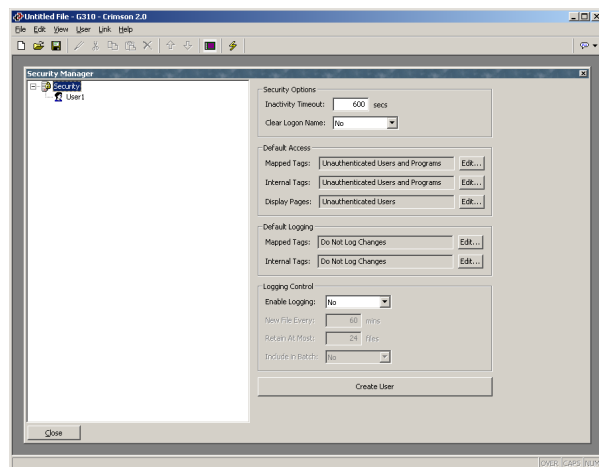 Untitled File - G310 - Crimson 2.0
File Edit View User Link Help
Security Manager
Security
User1
Security Options
Inactivity Timeout: 600 secs
Clear Logon Name: No
Default Access
Mapped Tags: Unauthenticated Users and Programs Edit...
Internal Tags: Unauthenticated Users and Programs Edit...
Display Pages: Unauthenticated Users Edit...
Default Logging
Mapped Tags: Do Not Log Changes Edit...
Internal Tags: Do Not Log Changes Edit...
Logging Control
Enable Logging: No
New File Every: 60 mins
Retain At Most: 24 files
Include in Batch: No
Create User
Close
OVER CAPS NUM